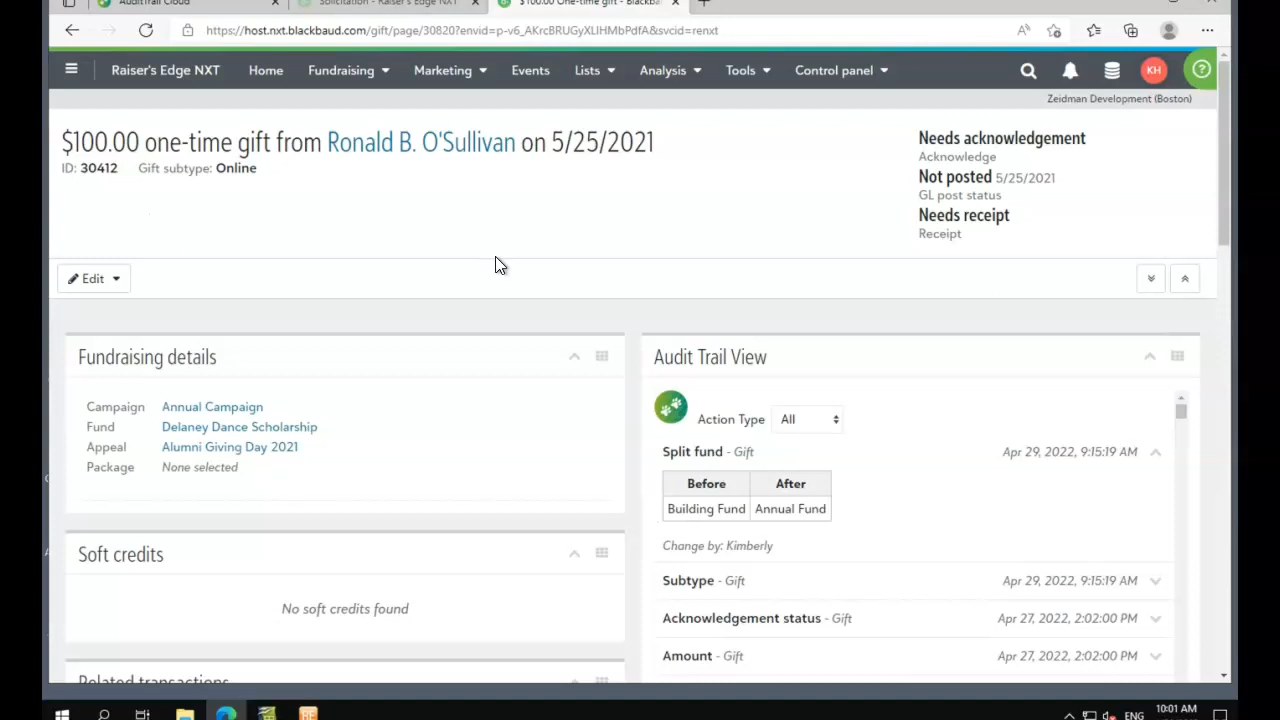 AuditTrail Cloud
Solicitation - Raiser's Edge NXT
$100.00 One-time gift - Blackba
https://host.nxt.blackbaud.com/gift/page/30820?envid=p-v6_AKrcBRUGyXLIHMbPdfA&svcid=renxt
Raiser's Edge NXT Home Fundraising Marketing Events Lists Analysis Tools Control panel KH
Zeidman Development (Boston)
$100.00 one-time gift from Ronald B. O'Sullivan on 5/25/2021
ID: 30412 Gift subtype: Online
Needs acknowledgement
Acknowledge
Not posted 5/25/2021
GL post status
Needs receipt
Receipt
Edit
Fundraising details
Campaign Annual Campaign
Fund Delaney Dance Scholarship
Appeal Alumni Giving Day 2021
Package None selected
Soft credits
No soft credits found
Related transactions
Audit Trail View
Action Type All
Split fund - Gift Apr 29, 2022, 9:15:19 AM
Before After
Building Fund Annual Fund
Change by: Kimberly
Subtype - Gift Apr 29, 2022, 9:15:19 AM
Acknowledgement status - Gift Apr 27, 2022, 2:02:00 PM
Amount - Gift Apr 27, 2022, 2:02:00 PM
ENG 10:01 AM